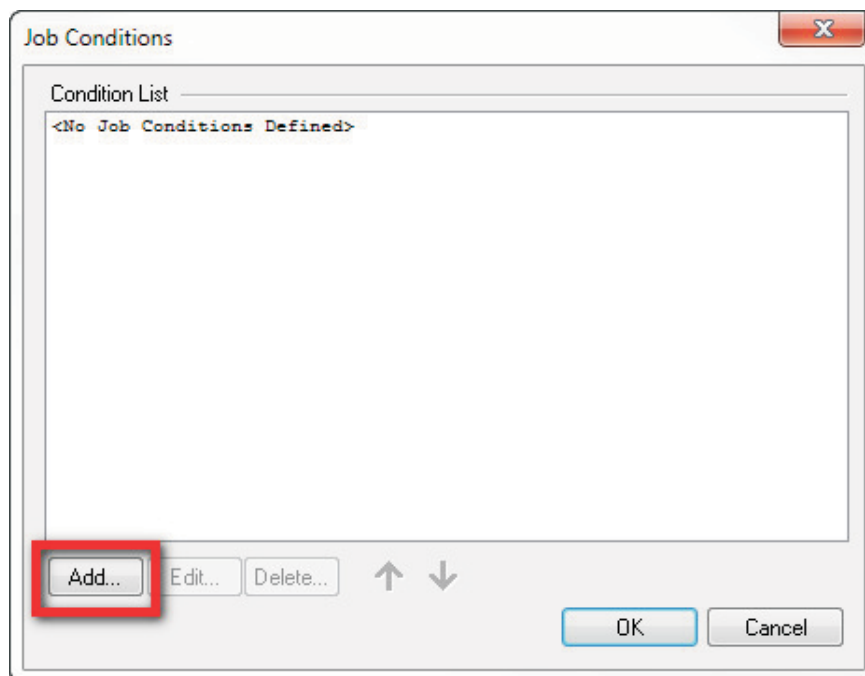 Job Conditions
Condition List
<No Job Conditions Defined>
Add... Edit... Delete...
OK Cancel